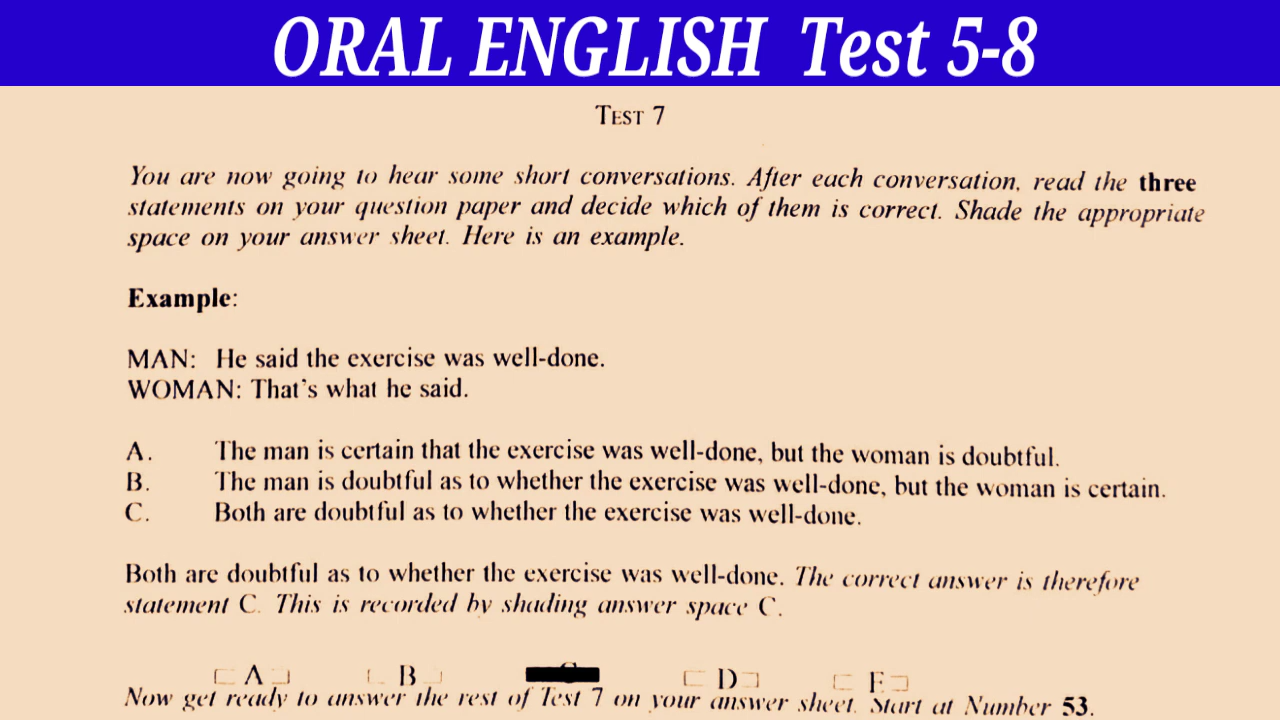 ORAL ENGLISH Test 5-8
TEST 7
You are now going to hear some short conversations. After each conversation, read the three
statements on your question paper and decide which of them is correct. Shade the appropriate
space on your answer sheet. Here is an example.
Example:
MAN: He said the exercise was well-done.
WOMAN: That's what he said.
A. The man is certain that the exercise was well-done, but the woman is doubtful.
B. The man is doubtful as to whether the exercise was well-done, but the woman is certain.
C. Both are doubtful as to whether the exercise was well-done.
Both are doubtful as to whether the exercise was well-done. The correct answer is therefore
statement C. This is recorded by shading answer space C.
A B C D E
Now get ready to answer the rest of Test 7 on your answer sheet. Start at Number 53.